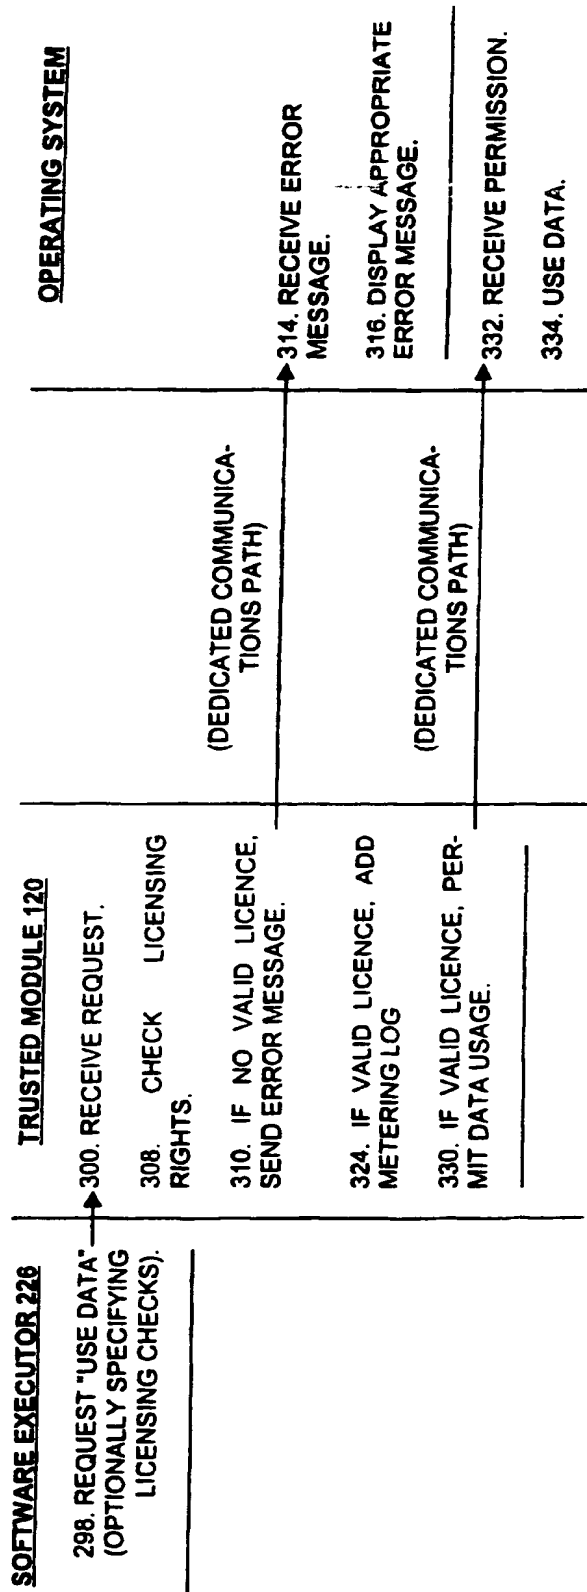 SOFTWARE EXECUTOR 226
298. REQUEST "USE DATA"
(OPTIONALLY SPECIFYING
LICENSING CHECKS).
TRUSTED MODULE 120
300. RECEIVE REQUEST.
308. CHECK LICENSING
RIGHTS.
310. IF NO VALID LICENCE,
SEND ERROR MESSAGE.
324. IF VALID LICENCE, ADD
METERING LOG
330. IF VALID LICENCE, PER-
MIT DATA USAGE.
(DEDICATED COMMUNICA-
TIONS PATH)
(DEDICATED COMMUNICA-
TIONS PATH)
OPERATING SYSTEM
314. RECEIVE ERROR
MESSAGE.
316. DISPLAY APPROPRIATE
ERROR MESSAGE.
332. RECEIVE PERMISSION.
334. USE DATA.